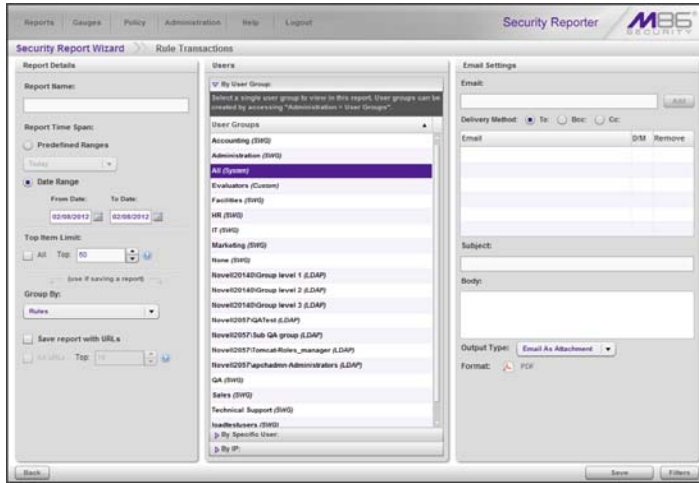 Reports Gauges Policy Administration Help Logout
Security Reporter
M86
SECURITY
Security Report Wizard Rule Transactions
Report Details
Report Name:
Report Time Span:
Predefined Ranges
Today
Date Range
From Date: To Date:
02/08/2012 02/08/2012
Top Item Limit:
All Top: 50
(use if saving a report)
Group By:
Rules
Save report with URLs
All URLs Top: 10
Users
By User Group:
Select a single user group to view in this report. User groups can be
created by accessing "Administration > User Groups".
User Groups
Accounting (SWG)
Administration (SWG)
All (System)
Evaluators (Custom)
Facilities (SWG)
HR (SWG)
IT (SWG)
Marketing (SWG)
None (SWG)
Novell20140\Group level 1 (LDAP)
Novell20140\Group level 2 (LDAP)
Novell20140\Group level 3 (LDAP)
Novell2057\QATest (LDAP)
Novell2057\Sub QA group (LDAP)
Novell2057\Tomcat-Roles_manager (LDAP)
Novell2057\apchadmn-Administrators (LDAP)
QA (SWG)
Sales (SWG)
Technical Support (SWG)
loadtestusers (SWG)
By Specific User:
By IP:
Email Settings
Email:
Add
Delivery Method: To: Bcc: Cc:
Email D/M Remove
Subject:
Body:
Output Type: Email As Attachment
Format: PDF
Back Save Filters